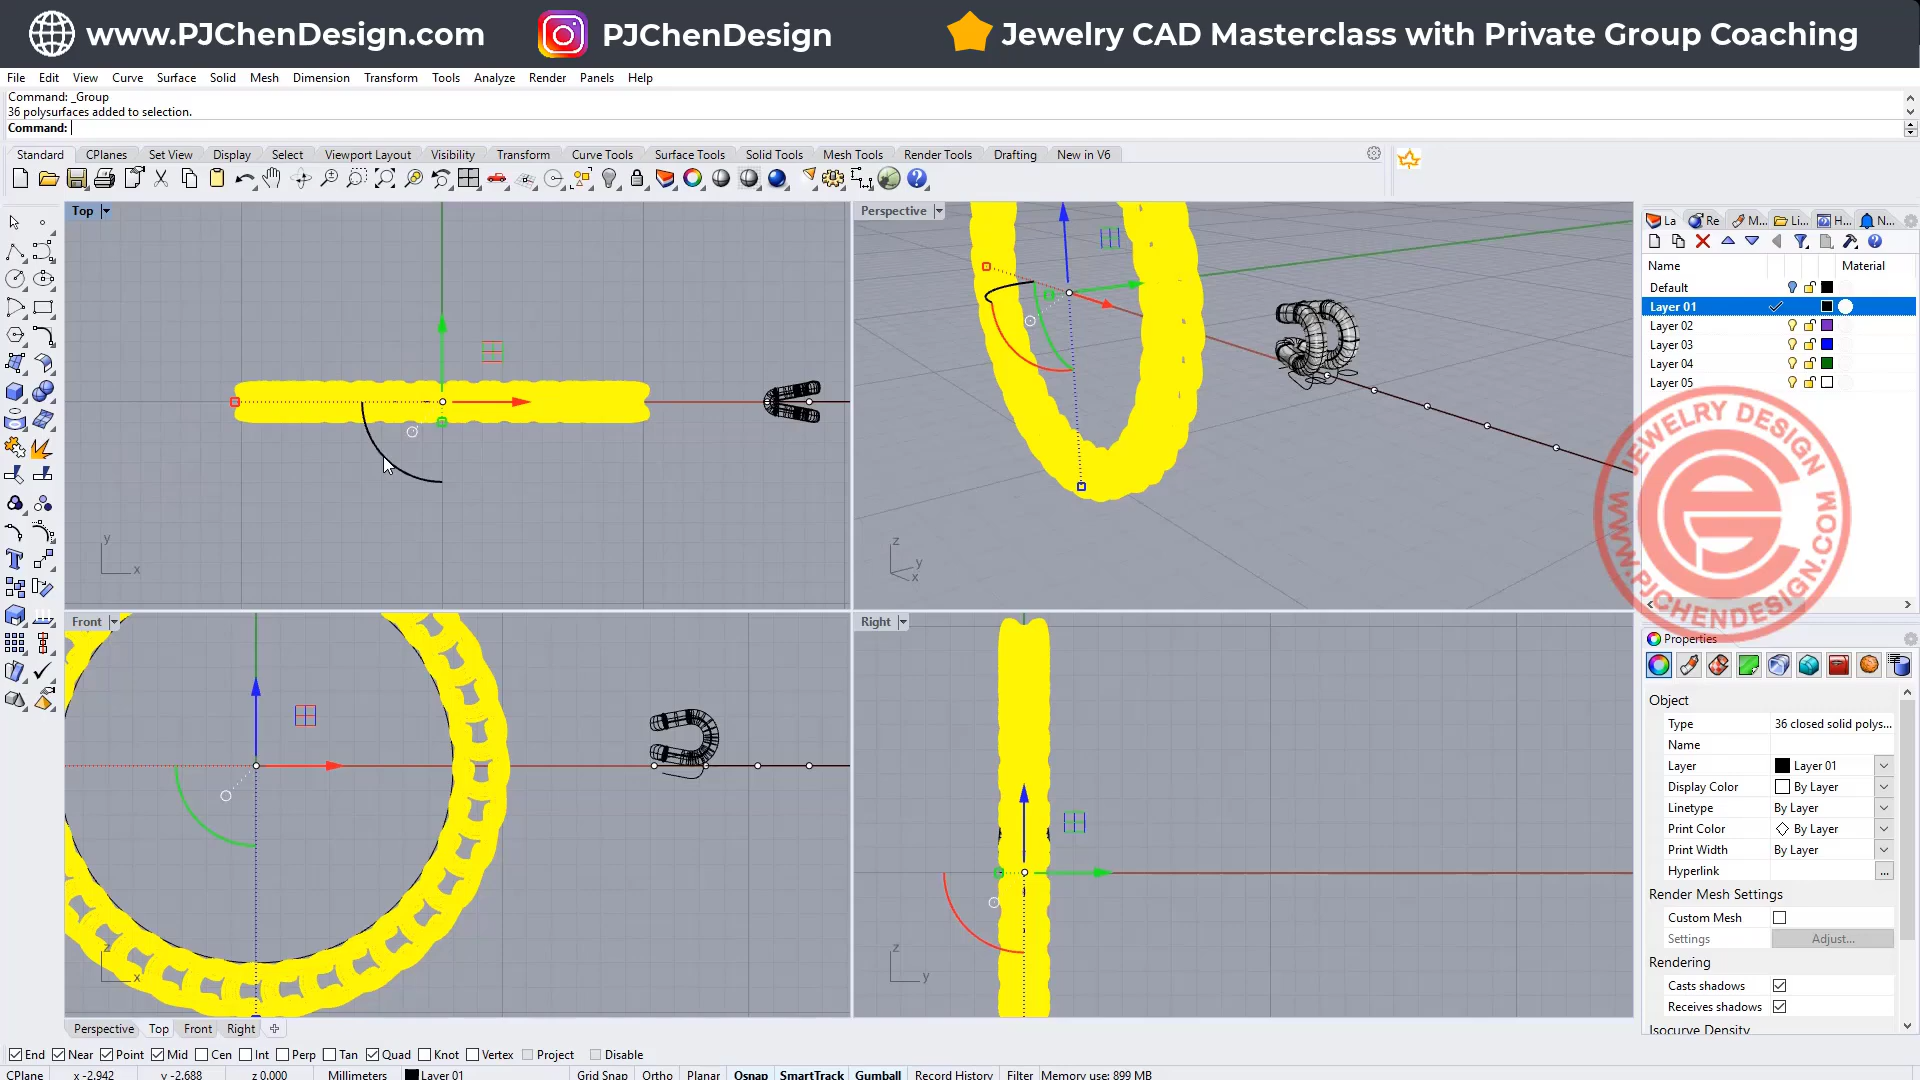 www.PJChenDesign.com PJChenDesign Jewelry CAD Masterclass with Private Group Coaching
File Edit View Curve Surface Solid Mesh Dimension Transform Tools Analyze Render Panels Help
Command: _Group
36 polysurfaces added to selection.
Command:
Standard CPlanes Set View Display Select Viewport Layout Visibility Transform Curve Tools Surface Tools Solid Tools Mesh Tools Render Tools Drafting New in V6
Top
Perspective
La Re M... Li... H... N...
Name Material
Default
Layer 01
Layer 02
Layer 03
Layer 04
Layer 05
y
x
z
y
x
JEWELRY DESIGN
WWW.PJCHENDESIGN.COM
Front
Right
z
x
z
y
Properties
Object
Type 36 closed solid polys...
Name
Layer Layer 01
Display Color By Layer
Linetype By Layer
Print Color By Layer
Print Width By Layer
Hyperlink ...
Render Mesh Settings
Custom Mesh
Settings Adjust...
Rendering
Casts shadows
Receives shadows
Isocurve Density
Perspective Top Front Right
End Near Point Mid Cen Int Perp Tan Quad Knot Vertex Project Disable
CPlane x -2.942 y -2.688 z 0.000 Millimeters Layer 01 Grid Snap Ortho Planar Osnap SmartTrack Gumball Record History Filter Memory use: 899 MB